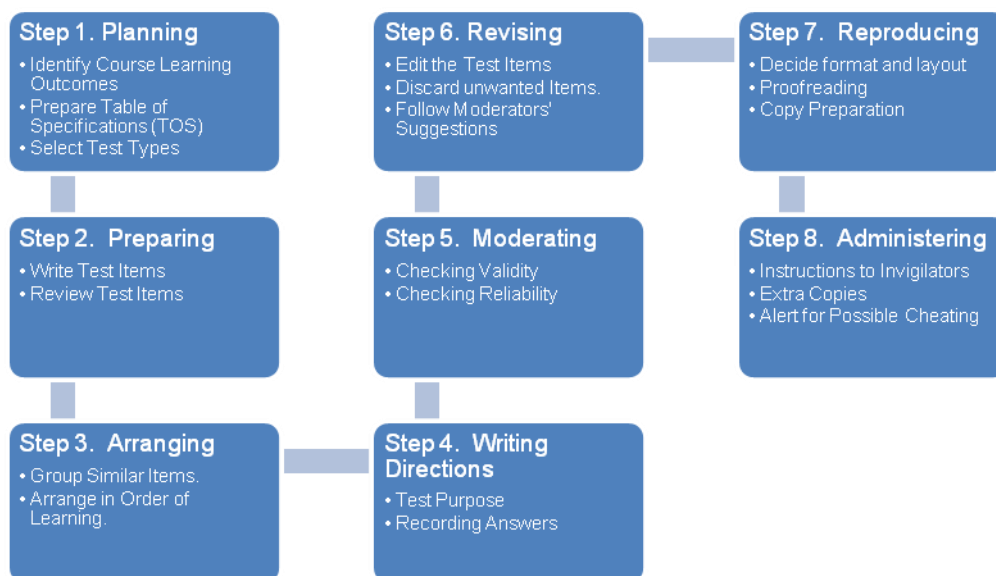 Step 1. Planning
• Identify Course Learning
Outcomes
• Prepare Table of
Specifications (TOS)
• Select Test Types
Step 2. Preparing
• Write Test Items
• Review Test Items
Step 3. Arranging
• Group Similar Items.
• Arrange in Order of
Learning.
Step 4. Writing
Directions
• Test Purpose
• Recording Answers
Step 5. Moderating
• Checking Validity
• Checking Reliability
Step 6. Revising
• Edit the Test Items
• Discard unwanted Items.
• Follow Moderators'
Suggestions
Step 7. Reproducing
• Decide format and layout
• Proofreading
• Copy Preparation
Step 8. Administering
• Instructions to Invigilators
• Extra Copies
• Alert for Possible Cheating